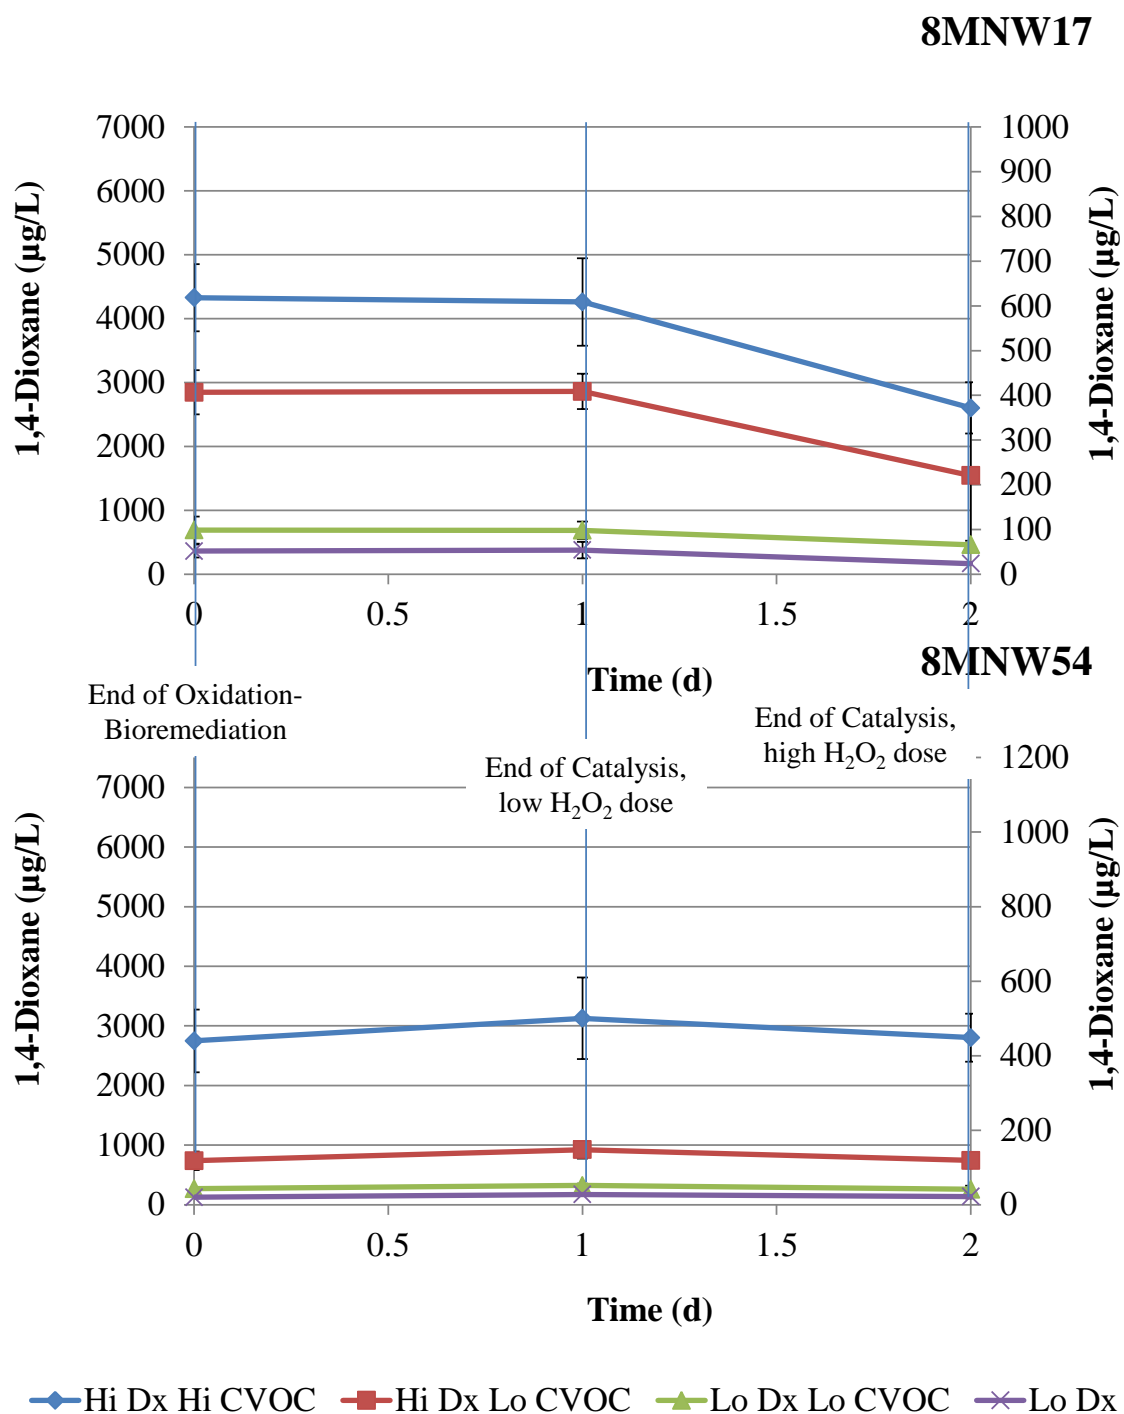 8MNW17
1,4-Dioxane (µg/L)
7000
6000
5000
4000
3000
2000
1000
0
1000
900
800
700
600
500
400
300
200
100
0
1,4-Dioxane (µg/L)
0 0.5 1 1.5 2
Time (d)
8MNW54
End of Oxidation-
Bioremediation
End of Catalysis,
low H₂O₂ dose
End of Catalysis,
high H₂O₂ dose
1,4-Dioxane (µg/L)
7000
6000
5000
4000
3000
2000
1000
0
1200
1000
800
600
400
200
0
1,4-Dioxane (µg/L)
0 0.5 1 1.5 2
Time (d)
Hi Dx Hi CVOC Hi Dx Lo CVOC Lo Dx Lo CVOC Lo Dx